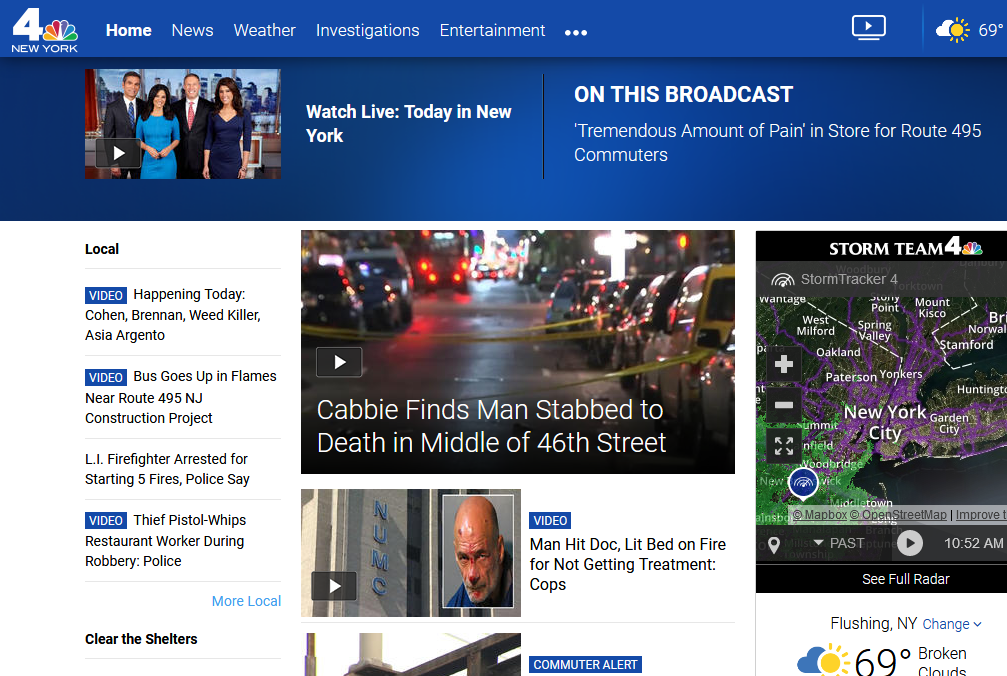 4
NEW YORK
Home News Weather Investigations Entertainment
69°
Watch Live: Today in New
York
ON THIS BROADCAST
'Tremendous Amount of Pain' in Store for Route 495
Commuters
Local
VIDEO Happening Today:
Cohen, Brennan, Weed Killer,
Asia Argento
VIDEO Bus Goes Up in Flames
Near Route 495 NJ
Construction Project
L.I. Firefighter Arrested for
Starting 5 Fires, Police Say
VIDEO Thief Pistol-Whips
Restaurant Worker During
Robbery: Police
More Local
Clear the Shelters
Cabbie Finds Man Stabbed to
Death in Middle of 46th Street
NUMC
VIDEO
Man Hit Doc, Lit Bed on Fire
for Not Getting Treatment:
Cops
COMMUTER ALERT
STORM TEAM 4
StormTracker 4
Wantage
Stony
Point
Mount
Kisco
West
Milford
Spring
Valley
Norwal
Stamford
Oakland
Paterson
Yonkers
Huntingto
New York
City
Garden
City
Summit
Woodbridge
Middletown
Long
© Mapbox © OpenStreetMap | Improve t
PAST
10:52 AM
See Full Radar
Flushing, NY Change
69° Broken
Clouds